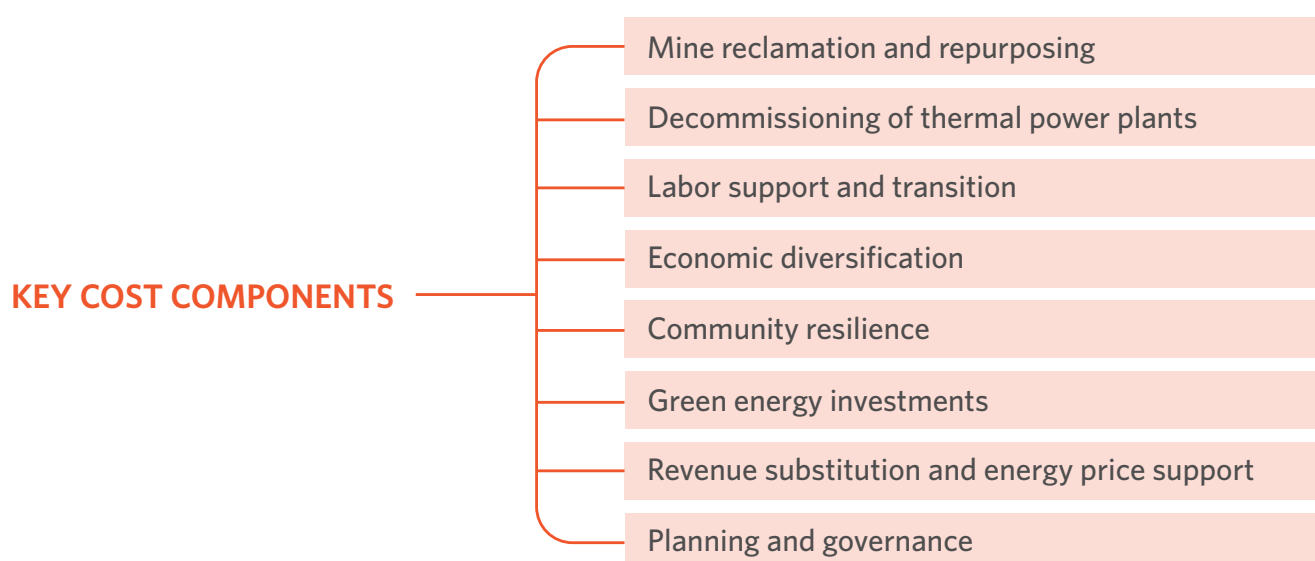 KEY COST COMPONENTS
Mine reclamation and repurposing
Decommissioning of thermal power plants
Labor support and transition
Economic diversification
Community resilience
Green energy investments
Revenue substitution and energy price support
Planning and governance